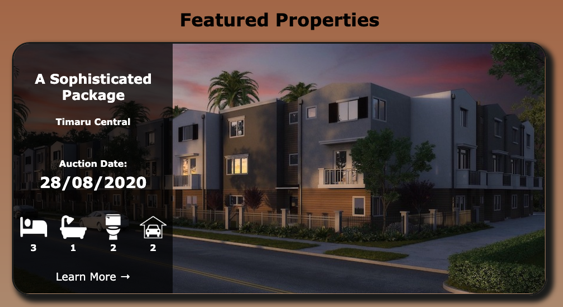 Featured Properties
A Sophisticated
Package
Timaru Central
Auction Date:
28/08/2020
3 1 2 2
Learn More →